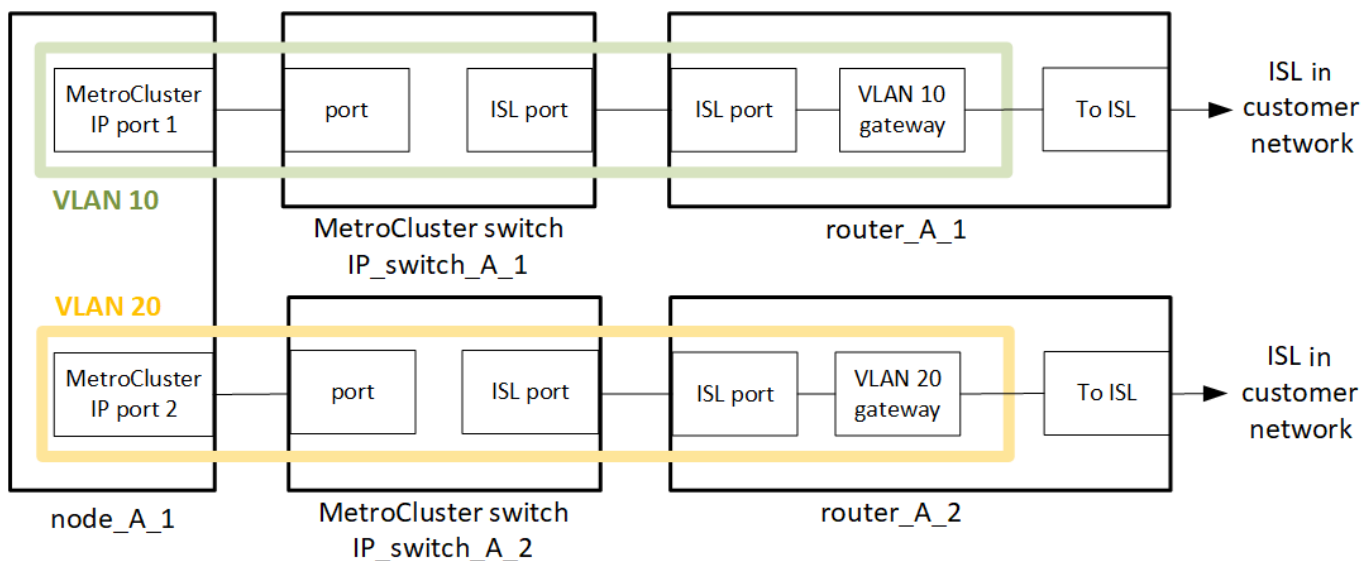 MetroCluster
IP port 1
port
ISL port
ISL port
VLAN 10
gateway
To ISL
ISL in
customer
network
VLAN 10
MetroCluster switch
IP_switch_A_1
router_A_1
VLAN 20
MetroCluster
IP port 2
port
ISL port
ISL port
VLAN 20
gateway
To ISL
ISL in
customer
network
node_A_1
MetroCluster switch
IP_switch_A_2
router_A_2